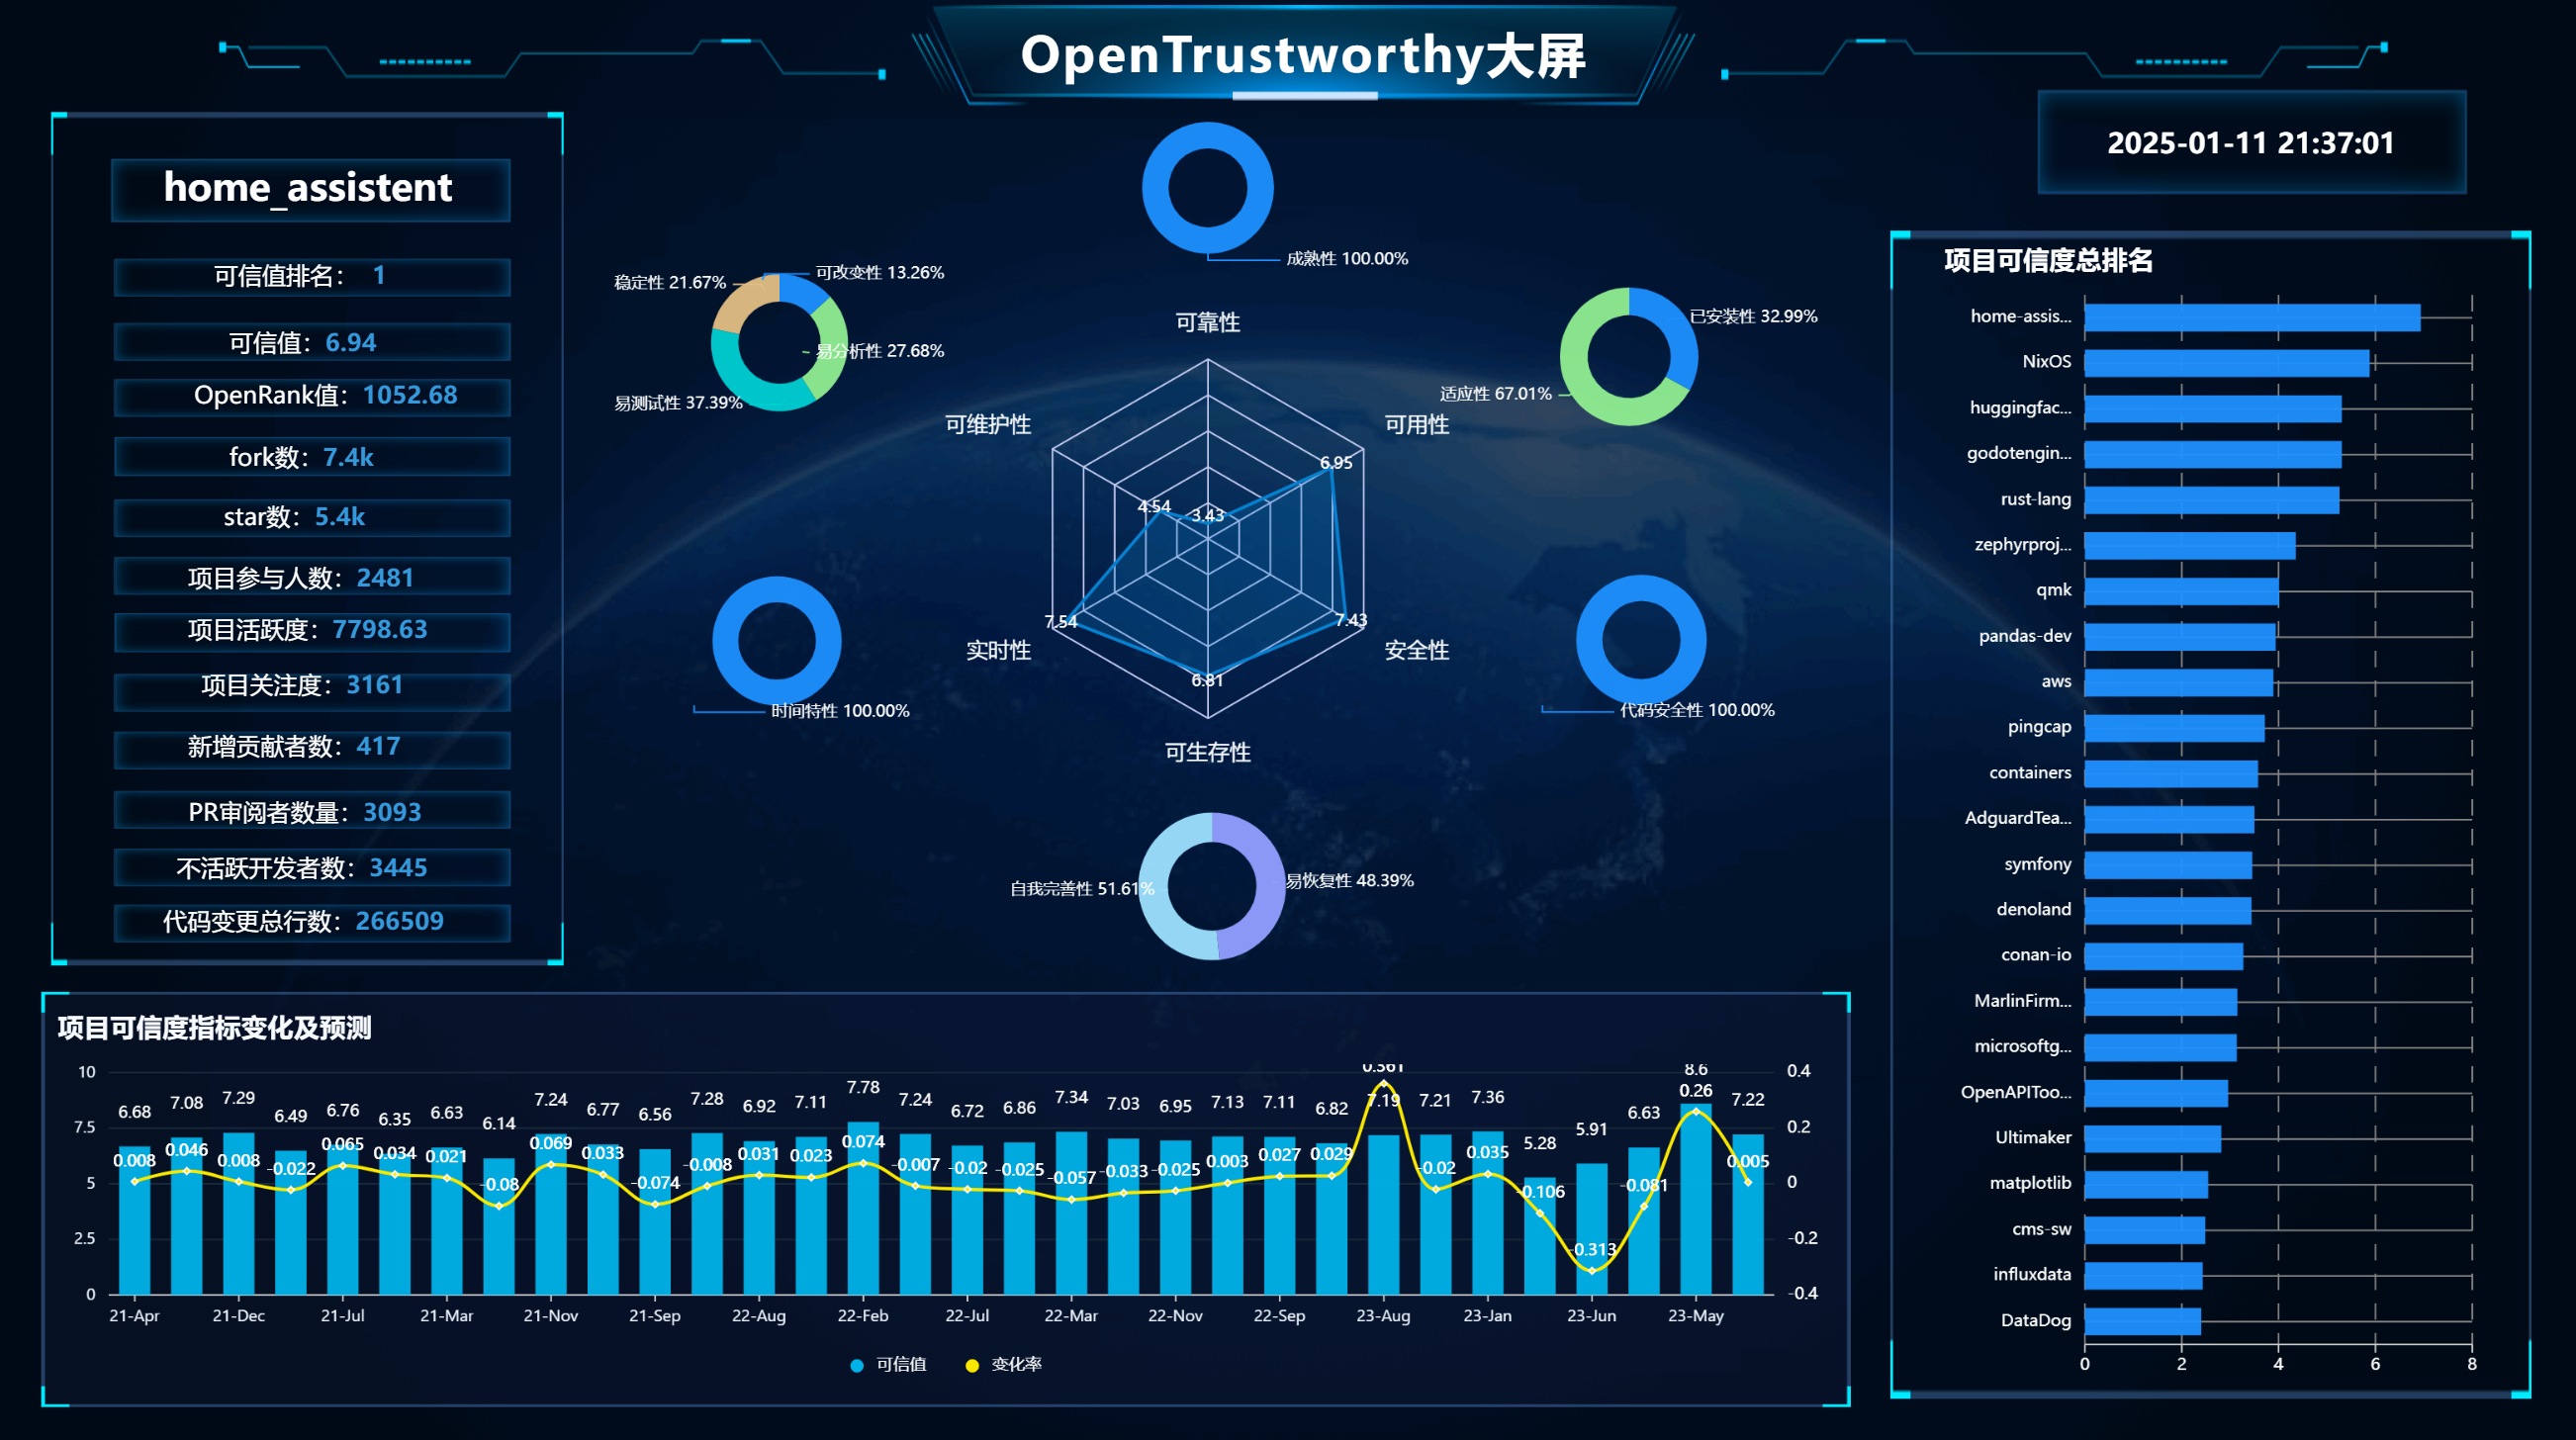 OpenTrustworthy大屏
2025-01-11 21:37:01
home_assistent
可信值排名： 1
可信值：6.94
OpenRank值：1052.68
fork数：7.4k
star数：5.4k
项目参与人数：2481
项目活跃度：7798.63
项目关注度：3161
新增贡献者数：417
PR审阅者数量：3093
不活跃开发者数：3445
代码变更总行数：266509
成熟性 100.00%
稳定性 21.67%
可改变性 13.26%
易分析性 27.68%
易测试性 37.39%
已安装性 32.99%
适应性 67.01%
可靠性
可维护性
可用性
6.95
4.54
3.43
7.54
7.43
6.81
实时性
安全性
可生存性
时间特性 100.00%
代码安全性 100.00%
自我完善性 51.61%
易恢复性 48.39%
项目可信度总排名
home-assis...
NixOS
huggingfac...
godotengin...
rust-lang
zephyrproj...
qmk
pandas-dev
aws
pingcap
containers
AdguardTea...
symfony
denoland
conan-io
MarlinFirm...
microsoftg...
OpenAPIToo...
Ultimaker
matplotlib
cms-sw
influxdata
DataDog
0 2 4 6 8
项目可信度指标变化及预测
10
7.5
5
2.5
0
0.4
0.2
0
-0.2
-0.4
6.68 7.08 7.29 6.49 6.76 6.35 6.63 6.14 7.24 6.77 6.56 7.28 6.92 7.11 7.78 7.24 6.72 6.86 7.34 7.03 6.95 7.13 7.11 6.82 7.19 7.21 7.36 5.28 5.91 6.63 8.6 7.22
0.008 0.046 0.008 -0.022 0.065 0.034 0.021 -0.08 0.069 0.033 -0.074 -0.008 0.031 0.023 0.074 -0.007 -0.02 -0.025 -0.057 -0.033 -0.025 0.003 0.027 0.029 0.361 -0.02 0.035 -0.106 -0.313 -0.081 0.26 0.005
21-Apr 21-Dec 21-Jul 21-Mar 21-Nov 21-Sep 22-Aug 22-Feb 22-Jul 22-Mar 22-Nov 22-Sep 23-Aug 23-Jan 23-Jun 23-May
可信值 变化率